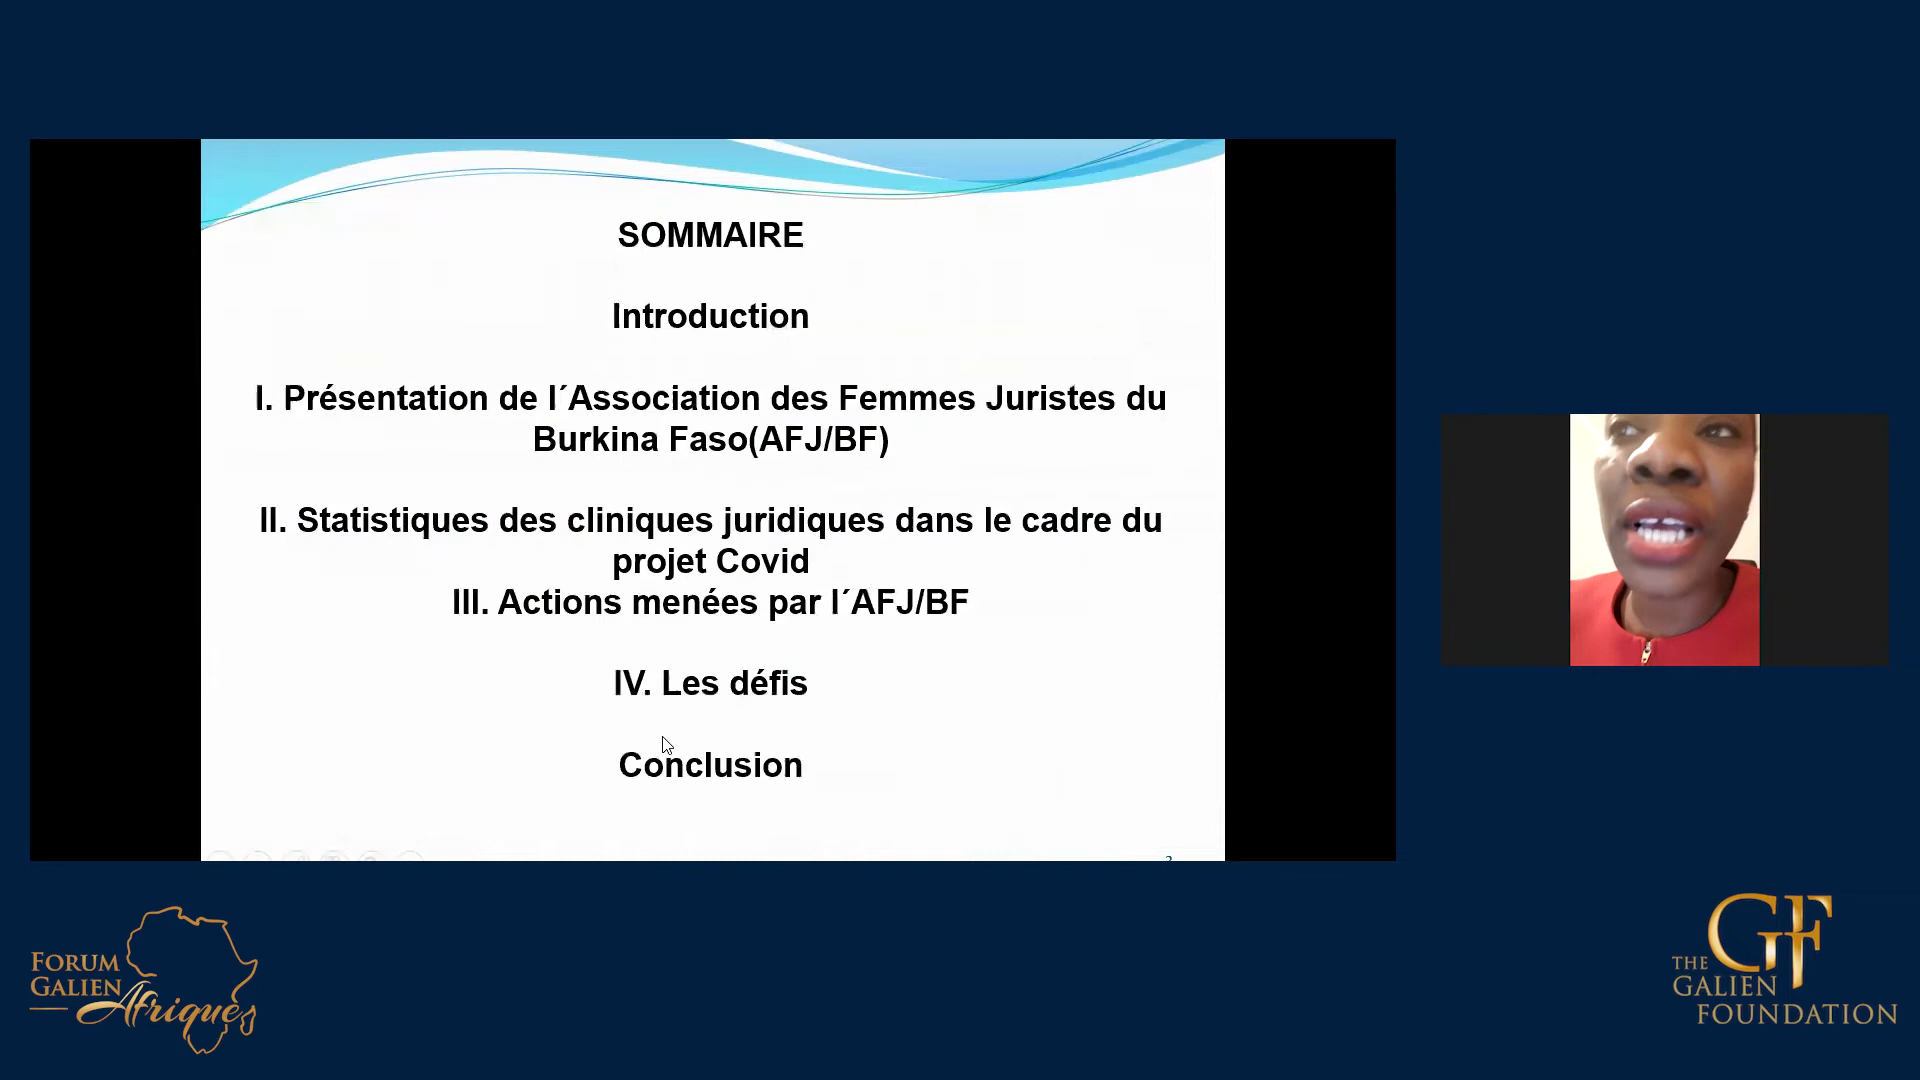 SOMMAIRE
Introduction
I. Présentation de l´Association des Femmes Juristes du
Burkina Faso(AFJ/BF)
II. Statistiques des cliniques juridiques dans le cadre du
projet Covid
III. Actions menées par l´AFJ/BF
IV. Les défis
Conclusion
FORUM
GALIEN
Afrique
GF
THE
GALIEN
FOUNDATION